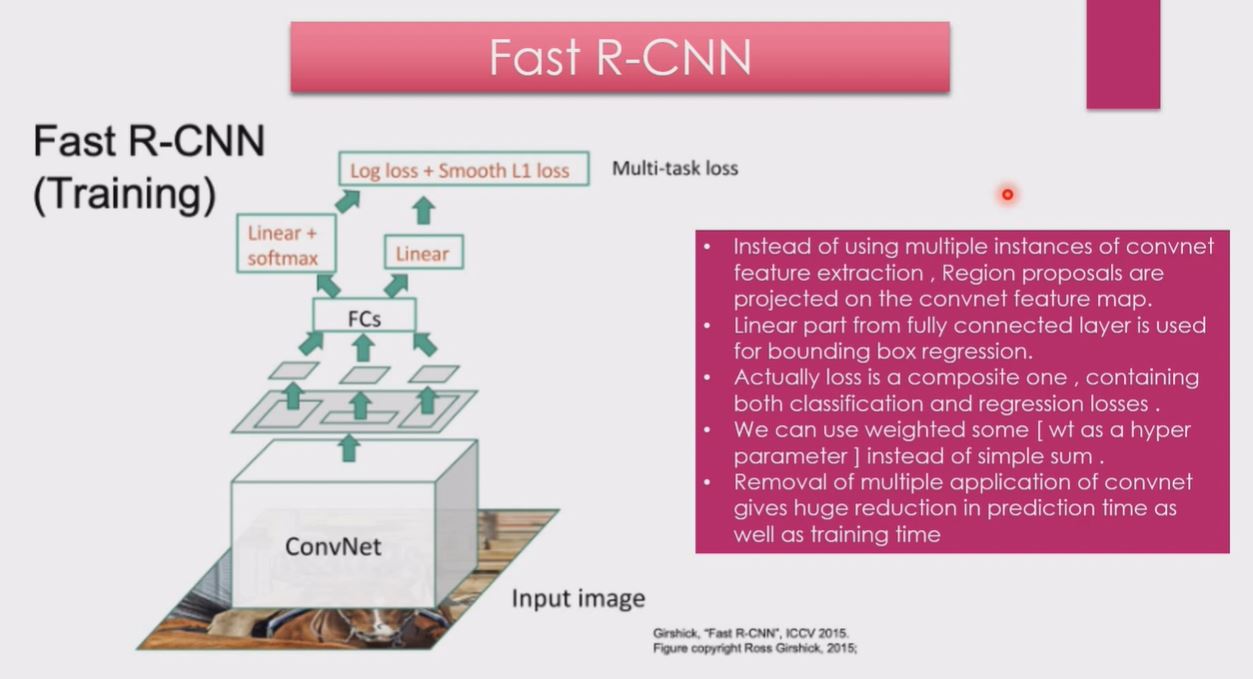 Fast R-CNN
Fast R-CNN
(Training)
Log loss + Smooth L1 loss
Multi-task loss
Linear +
softmax
Linear
FCs
ConvNet
Input image
• Instead of using multiple instances of convnet
feature extraction , Region proposals are
projected on the convnet feature map.
• Linear part from fully connected layer is used
for bounding box regression.
• Actually loss is a composite one , containing
both classification and regression losses .
• We can use weighted some [ wt as a hyper
parameter ] instead of simple sum .
• Removal of multiple application of convnet
gives huge reduction in prediction time as
well as training time
Girshick, "Fast R-CNN", ICCV 2015.
Figure copyright Ross Girshick, 2015;